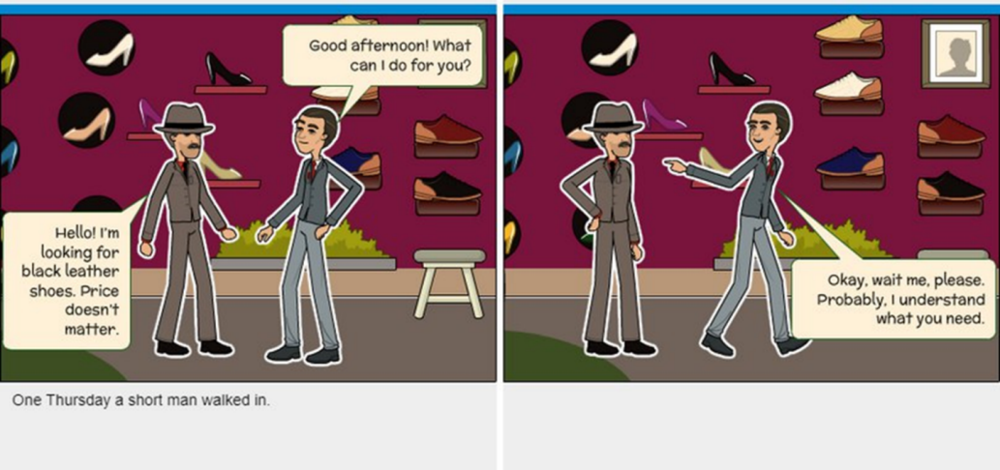 Good afternoon! What
can I do for you?
Hello! I'm
looking for
black leather
shoes. Price
doesn't
matter.
One Thursday a short man walked in.
Okay, wait me, please.
Probably, I understand
what you need.